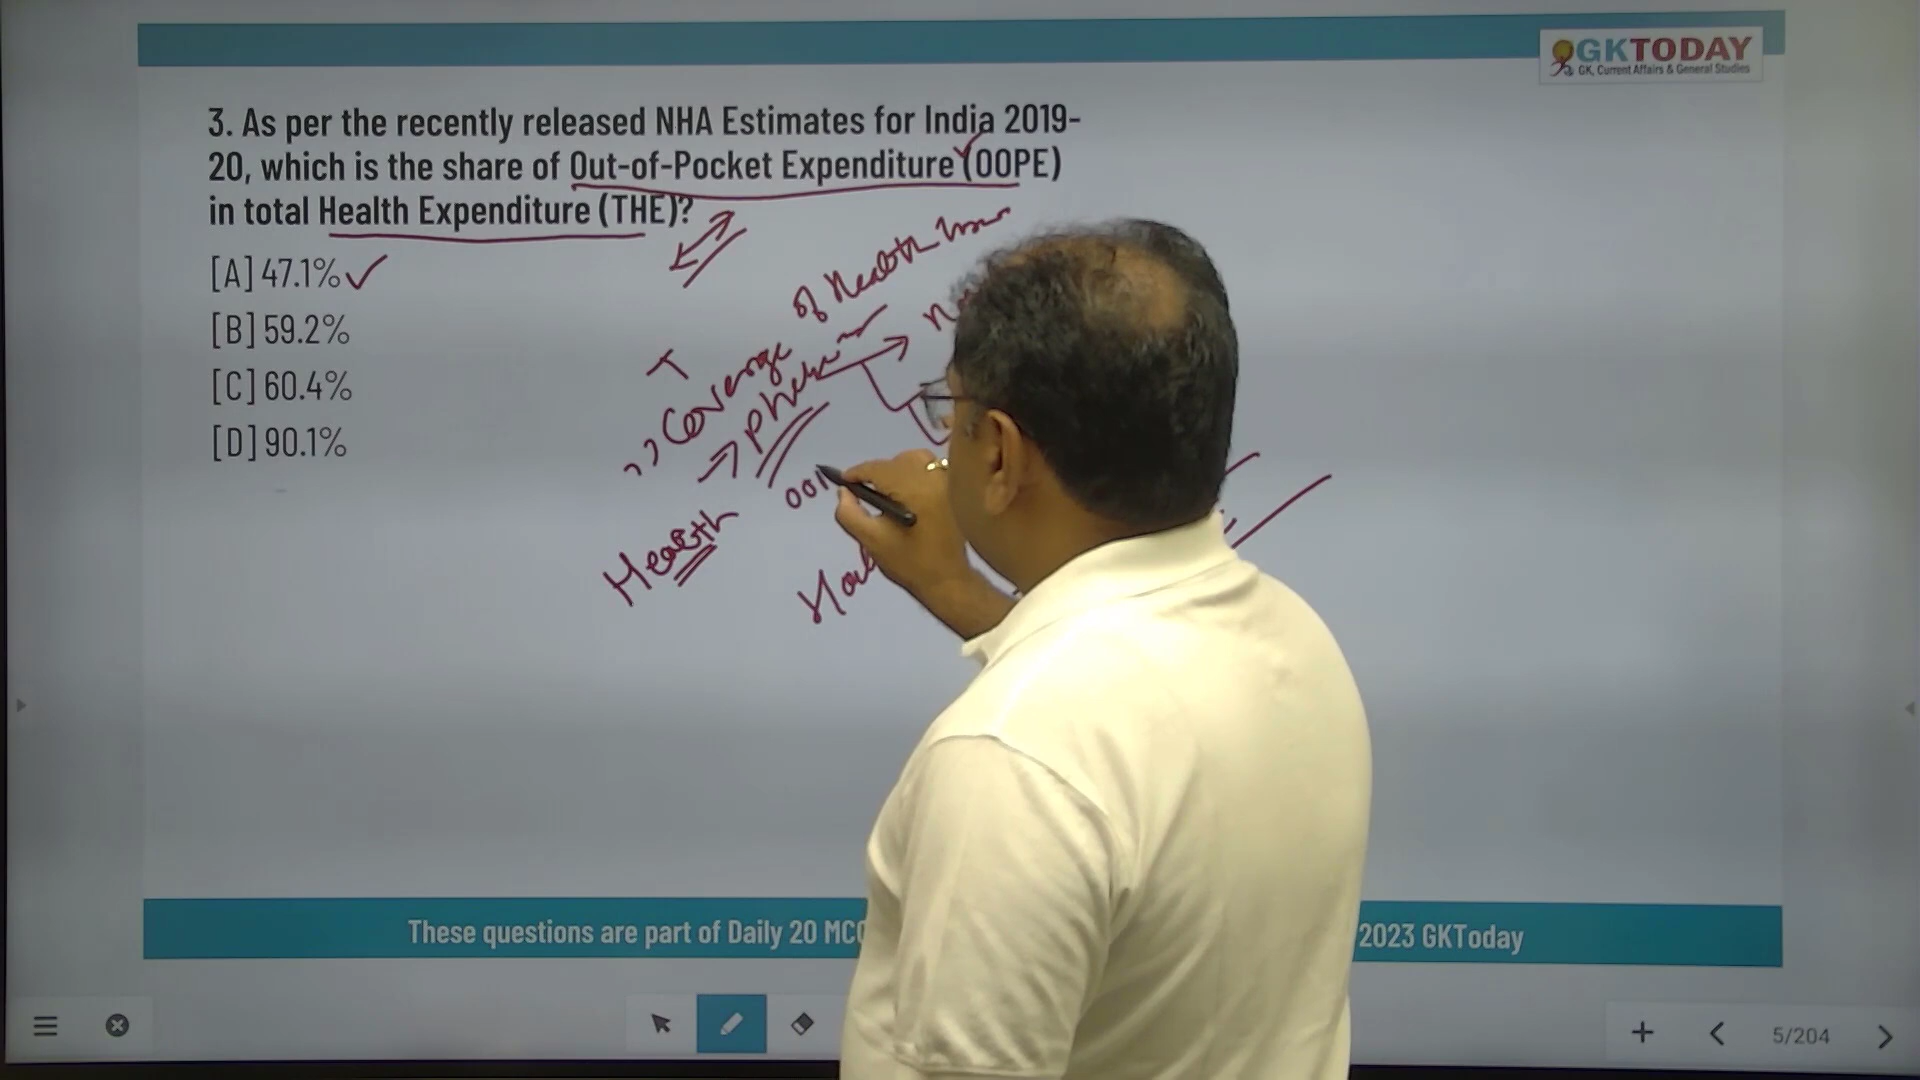 GKTODAY
GK, Current Affairs & General Studies
3. As per the recently released NHA Estimates for India 2019-
20, which is the share of Out-of-Pocket Expenditure (OOPE)
in total Health Expenditure (THE)?
[A] 47.1%
[B] 59.2%
[C] 60.4%
[D] 90.1%
of Health
Coverage
Health
These questions are part of Daily 20 MCQ
2023 GKToday
5/204